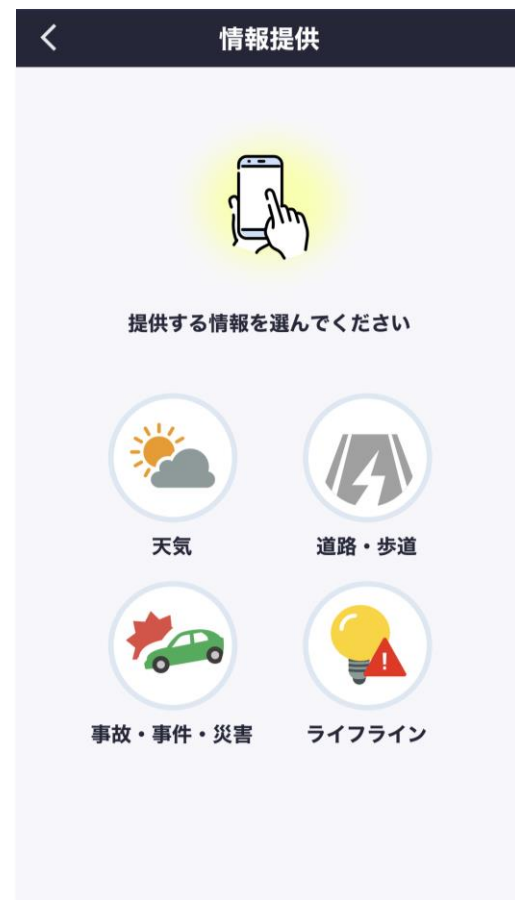 情報提供
提供する情報を選んでください
天気
道路・歩道
事故・事件・災害
ライフライン